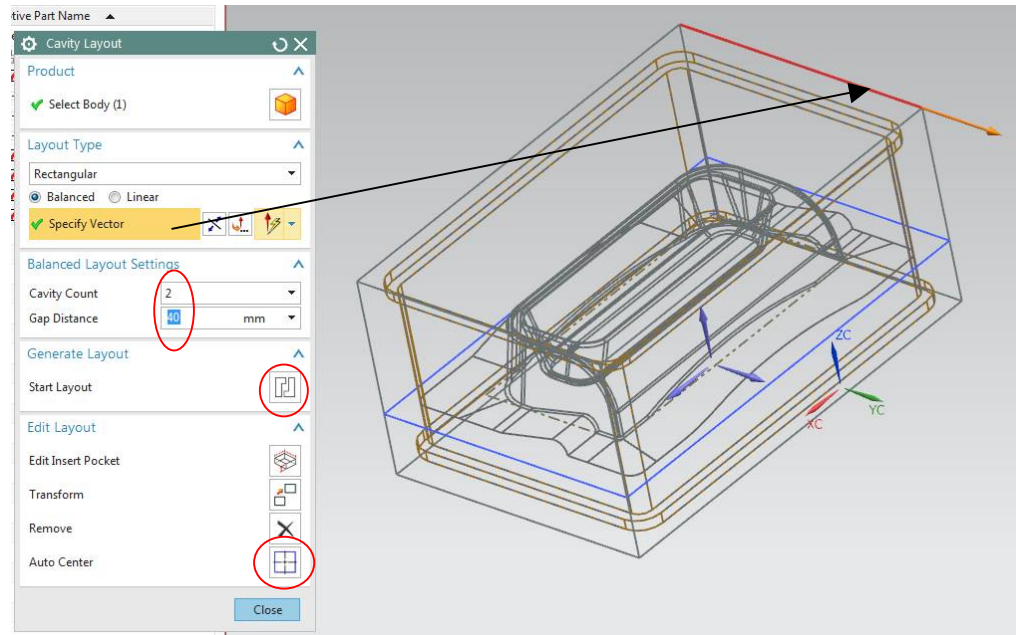 tive Part Name
Cavity Layout
Product
Select Body (1)
Layout Type
Rectangular
Balanced Linear
Specify Vector
Balanced Layout Settings
Cavity Count 2
Gap Distance 40 mm
Generate Layout
Start Layout
Edit Layout
Edit Insert Pocket
Transform
Remove
Auto Center
Close
ZC
YC
XC